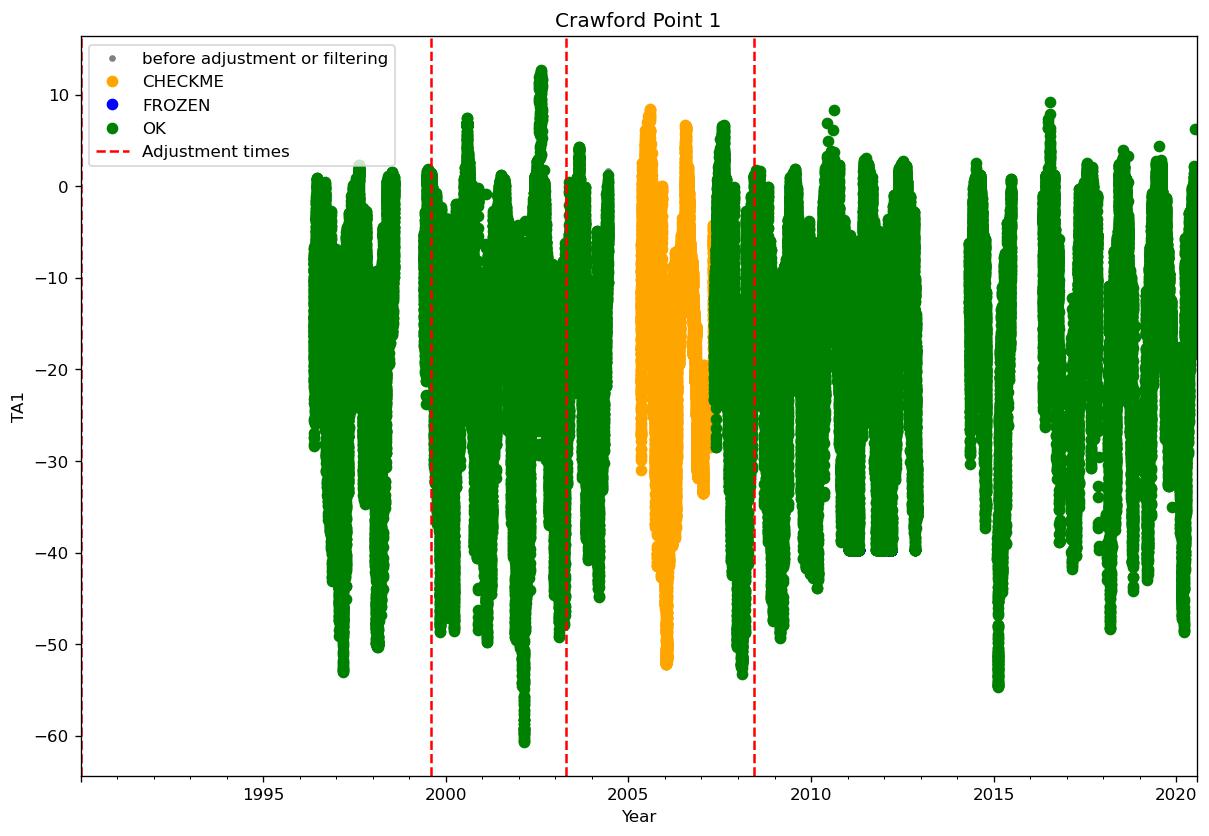 Crawford Point 1
before adjustment or filtering
CHECKME
FROZEN
OK
Adjustment times
10
0
−10
−20
−30
−40
−50
−60
TA1
1995
2000
2005
2010
2015
2020
Year